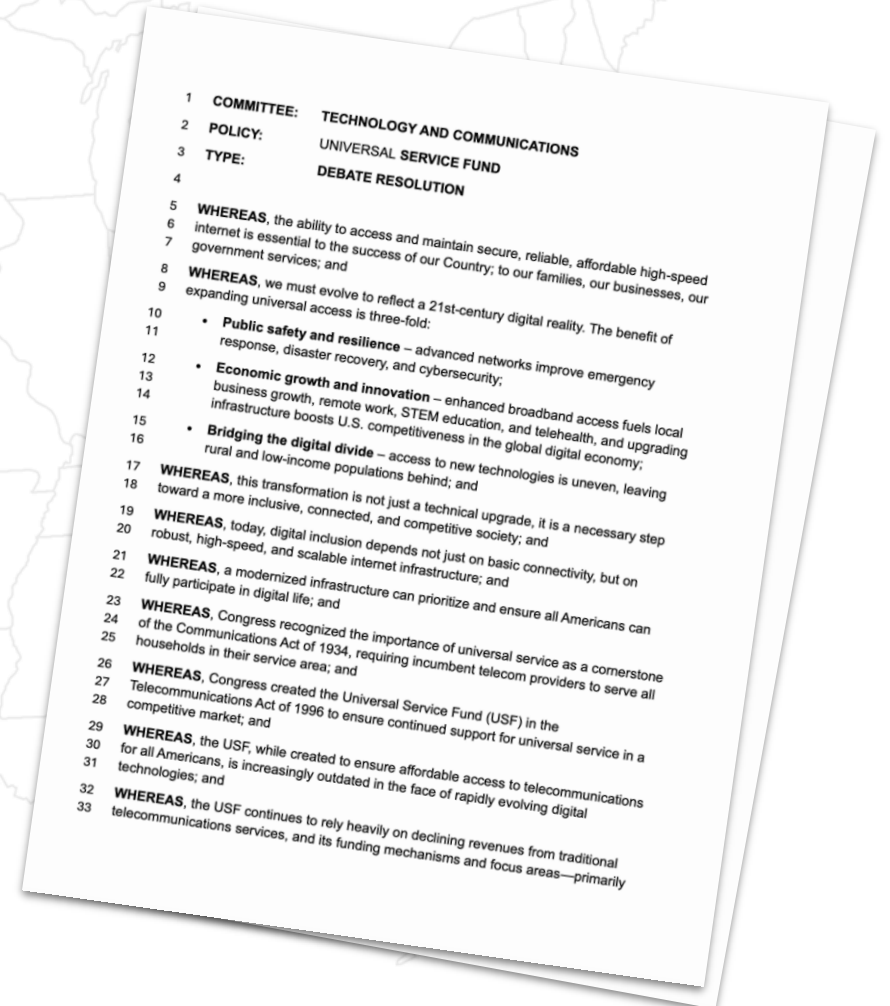 1 COMMITTEE: TECHNOLOGY AND COMMUNICATIONS
2 POLICY: UNIVERSAL SERVICE FUND
3 TYPE: DEBATE RESOLUTION
4
5 WHEREAS, the ability to access and maintain secure, reliable, affordable high-speed
6 internet is essential to the success of our Country; to our families, our businesses, our
7 government services; and
8 WHEREAS, we must evolve to reflect a 21st-century digital reality. The benefit of
9 expanding universal access is three-fold:
10 • Public safety and resilience – advanced networks improve emergency
11 response, disaster recovery, and cybersecurity;
12 • Economic growth and innovation – enhanced broadband access fuels local
13 business growth, remote work, STEM education, and telehealth, and upgrading
14 infrastructure boosts U.S. competitiveness in the global digital economy;
15 • Bridging the digital divide – access to new technologies is uneven, leaving
16 rural and low-income populations behind; and
17 WHEREAS, this transformation is not just a technical upgrade, it is a necessary step
18 toward a more inclusive, connected, and competitive society; and
19 WHEREAS, today, digital inclusion depends not just on basic connectivity, but on
20 robust, high-speed, and scalable internet infrastructure; and
21 WHEREAS, a modernized infrastructure can prioritize and ensure all Americans can
22 fully participate in digital life; and
23 WHEREAS, Congress recognized the importance of universal service as a cornerstone
24 of the Communications Act of 1934, requiring incumbent telecom providers to serve all
25 households in their service area; and
26 WHEREAS, Congress created the Universal Service Fund (USF) in the
27 Telecommunications Act of 1996 to ensure continued support for universal service in a
28 competitive market; and
29 WHEREAS, the USF, while created to ensure affordable access to telecommunications
30 for all Americans, is increasingly outdated in the face of rapidly evolving digital
31 technologies; and
32 WHEREAS, the USF continues to rely heavily on declining revenues from traditional
33 telecommunications services, and its funding mechanisms and focus areas—primarily